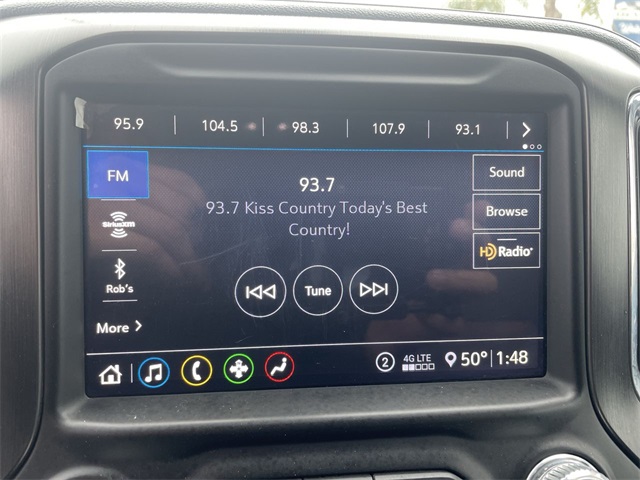 95.9 104.5 98.3 107.9 93.1
FM
93.7
Sound
SiriusXM
93.7 Kiss Country Today's Best
Country!
Browse
HD Radio
Rob's
Tune
More
2 4G LTE 50° 1:48